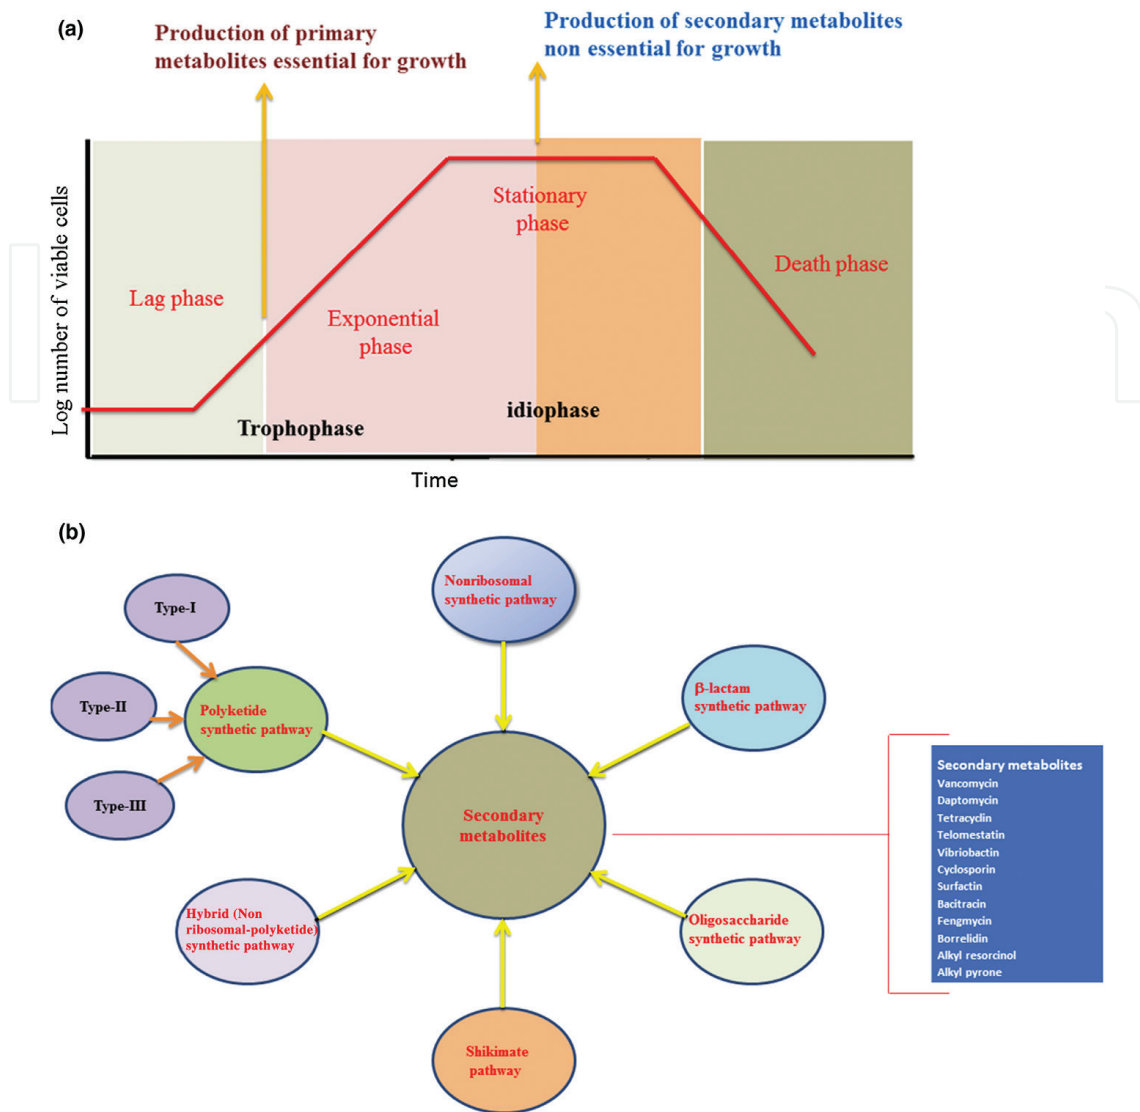 (a)
Production of primary
metabolites essential for growth
Production of secondary metabolites
non essential for growth
Log number of viable cells
Lag phase
Exponential
phase
Stationary
phase
Death phase
Trophophase
idiophase
Time
(b)
Type-I
Type-II
Type-III
Polyketide
synthetic pathway
Nonribosomal
synthetic pathway
β-lactam
synthetic pathway
Secondary
metabolites
Hybrid (Non
ribosomal-polyketide)
synthetic pathway
Oligosaccharide
synthetic pathway
Shikimate
pathway
Secondary metabolites
Vancomycin
Daptomycin
Tetracyclin
Telomestatin
Vibriobactin
Cyclosporin
Surfactin
Bacitracin
Fengmycin
Borrelidin
Alkyl resorcinol
Alkyl pyrone